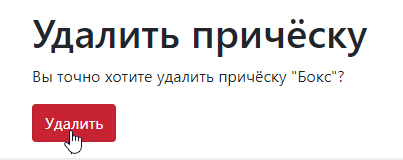 Удалить причёску
Вы точно хотите удалить причёску "Бокс"?
Удалить